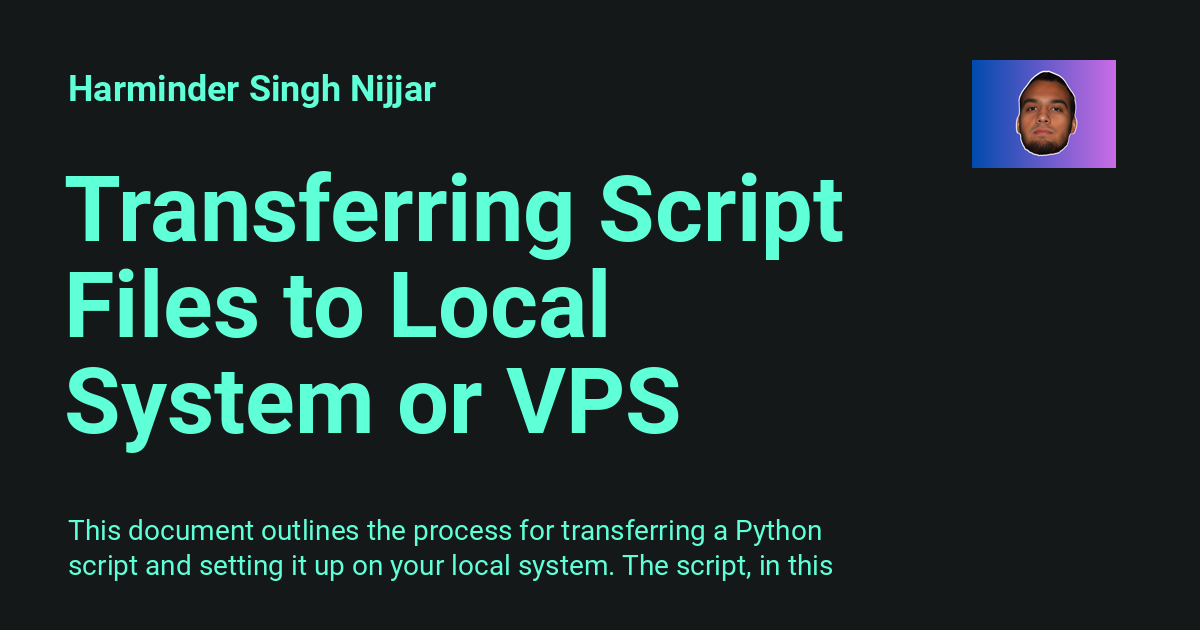 Harminder Singh Nijjar
Transferring Script
Files to Local
System or VPS
This document outlines the process for transferring a Python
script and setting it up on your local system. The script, in this